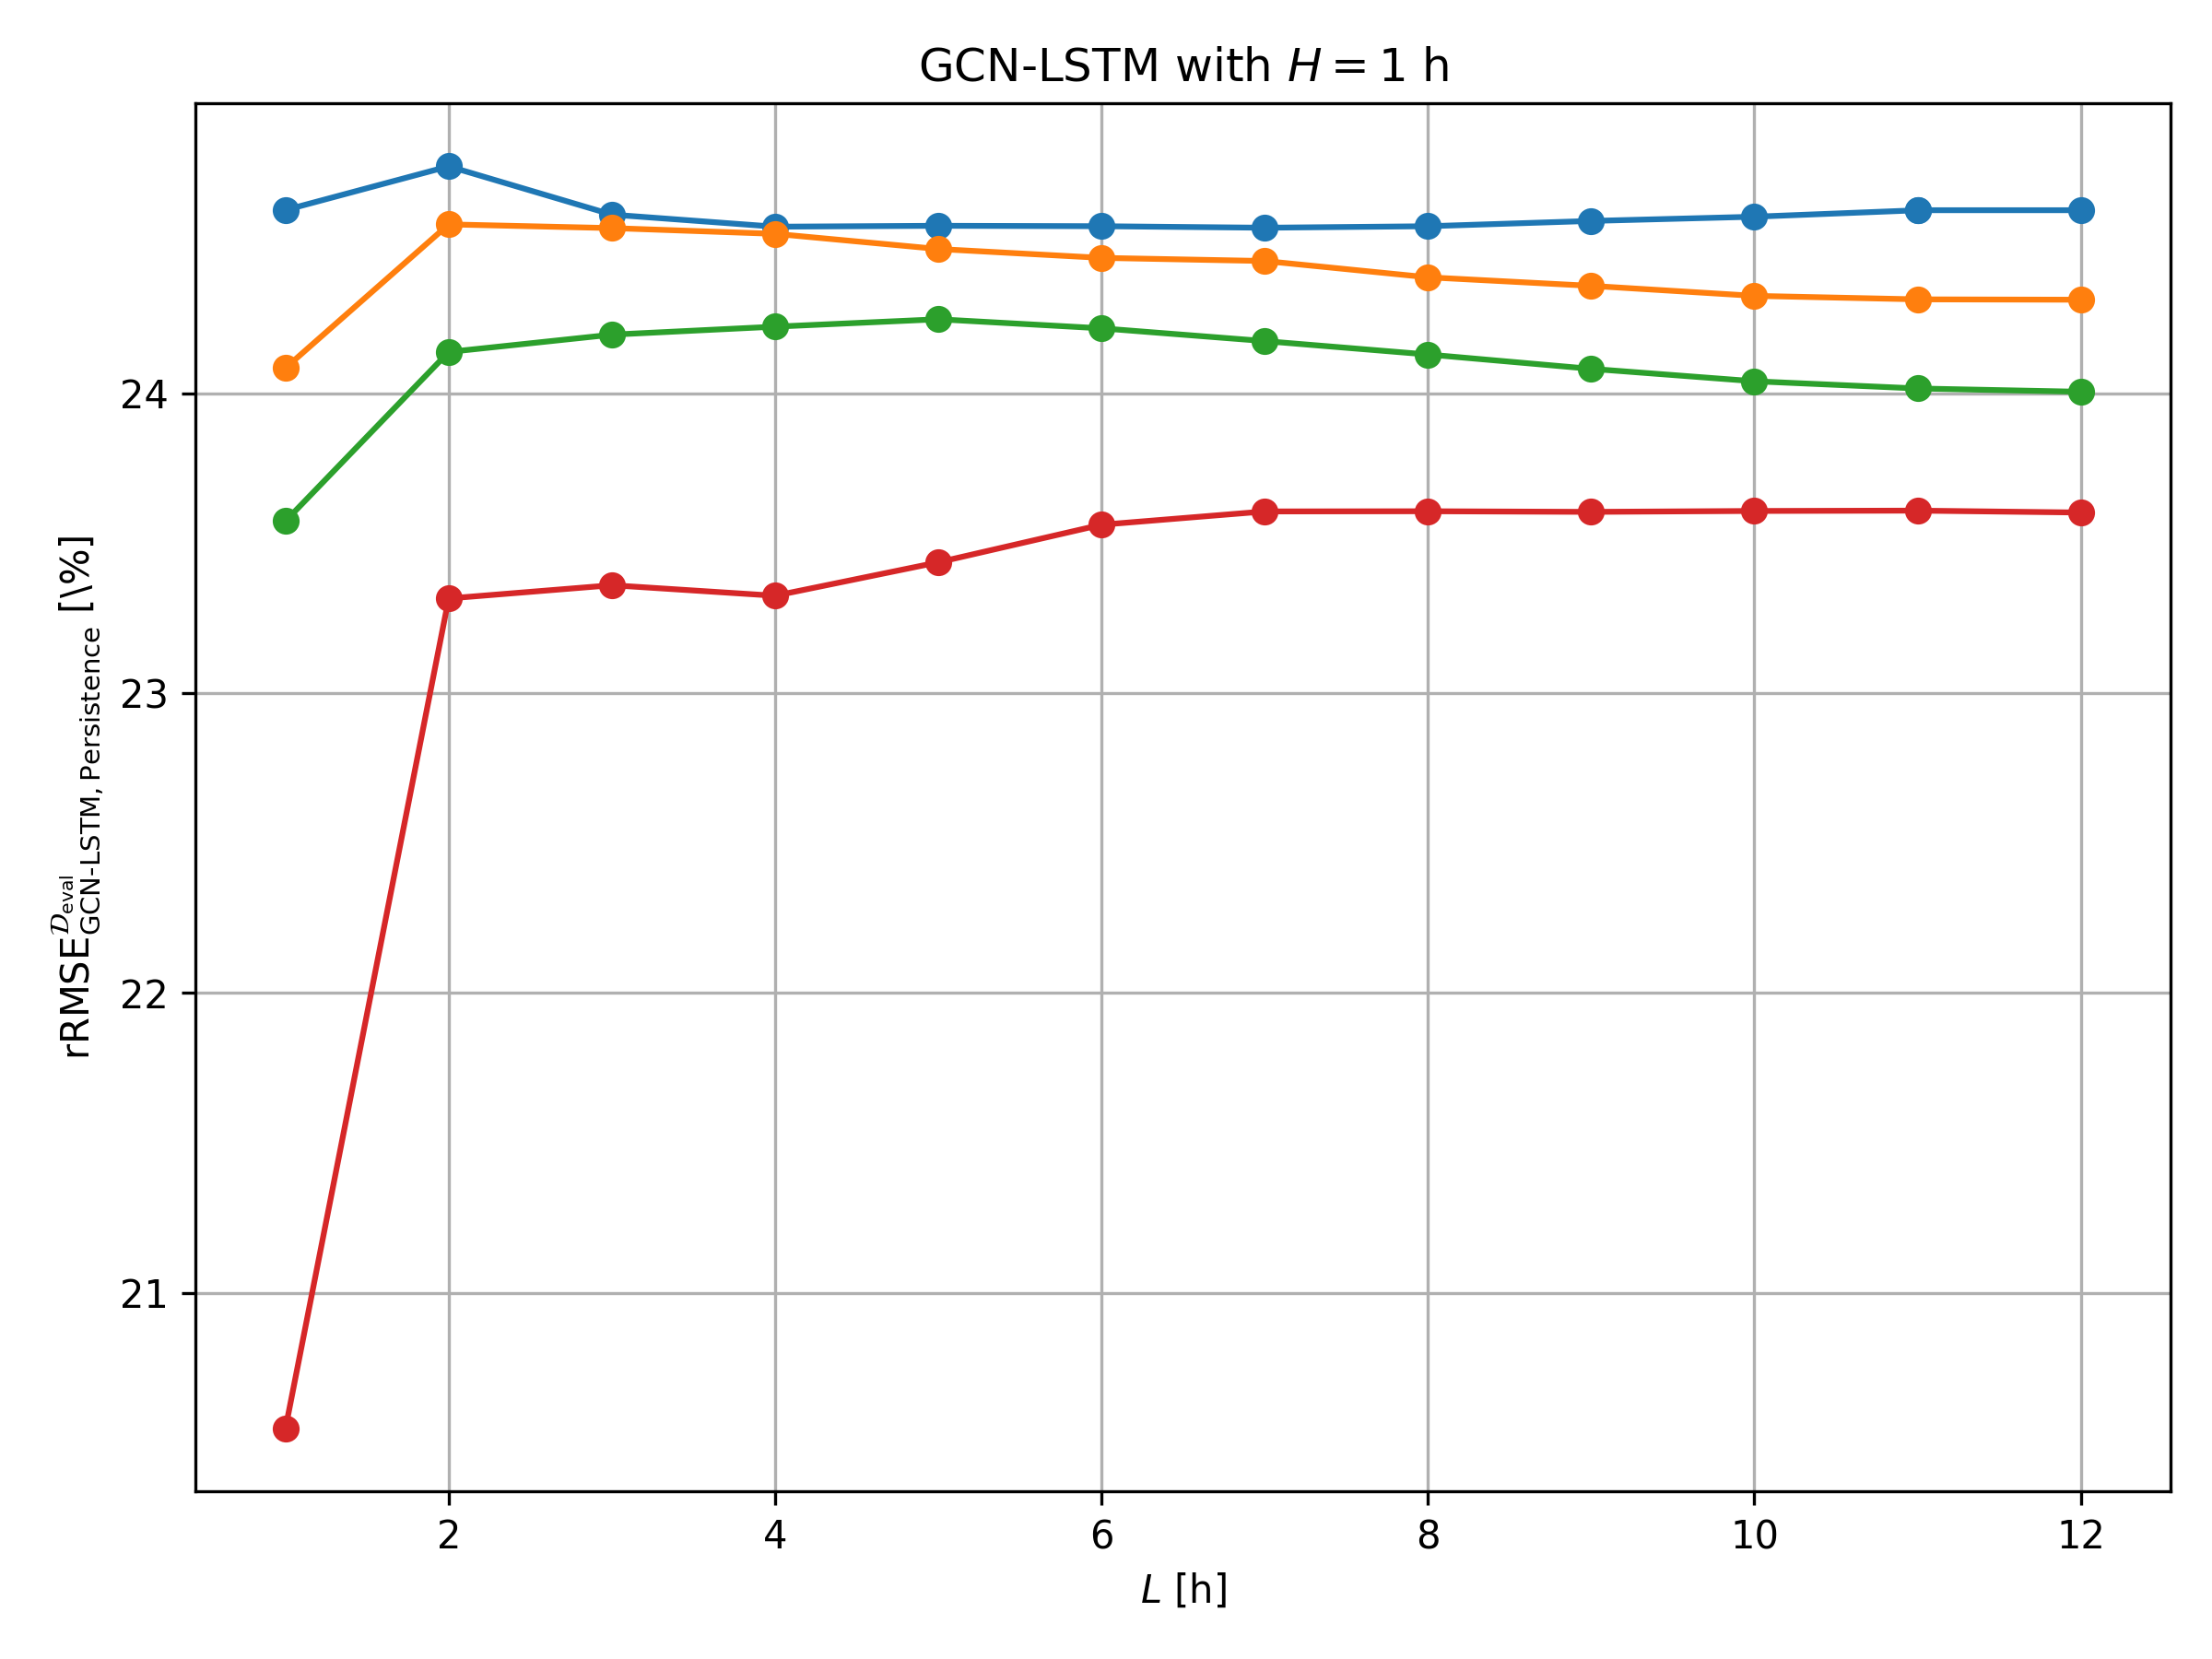 GCN-LSTM with H = 1 h
rRMSE^{𝒟_eval}_{GCN-LSTM, Persistence} [\%]
24
23
22
21
2 4 6 8 10 12
L [h]